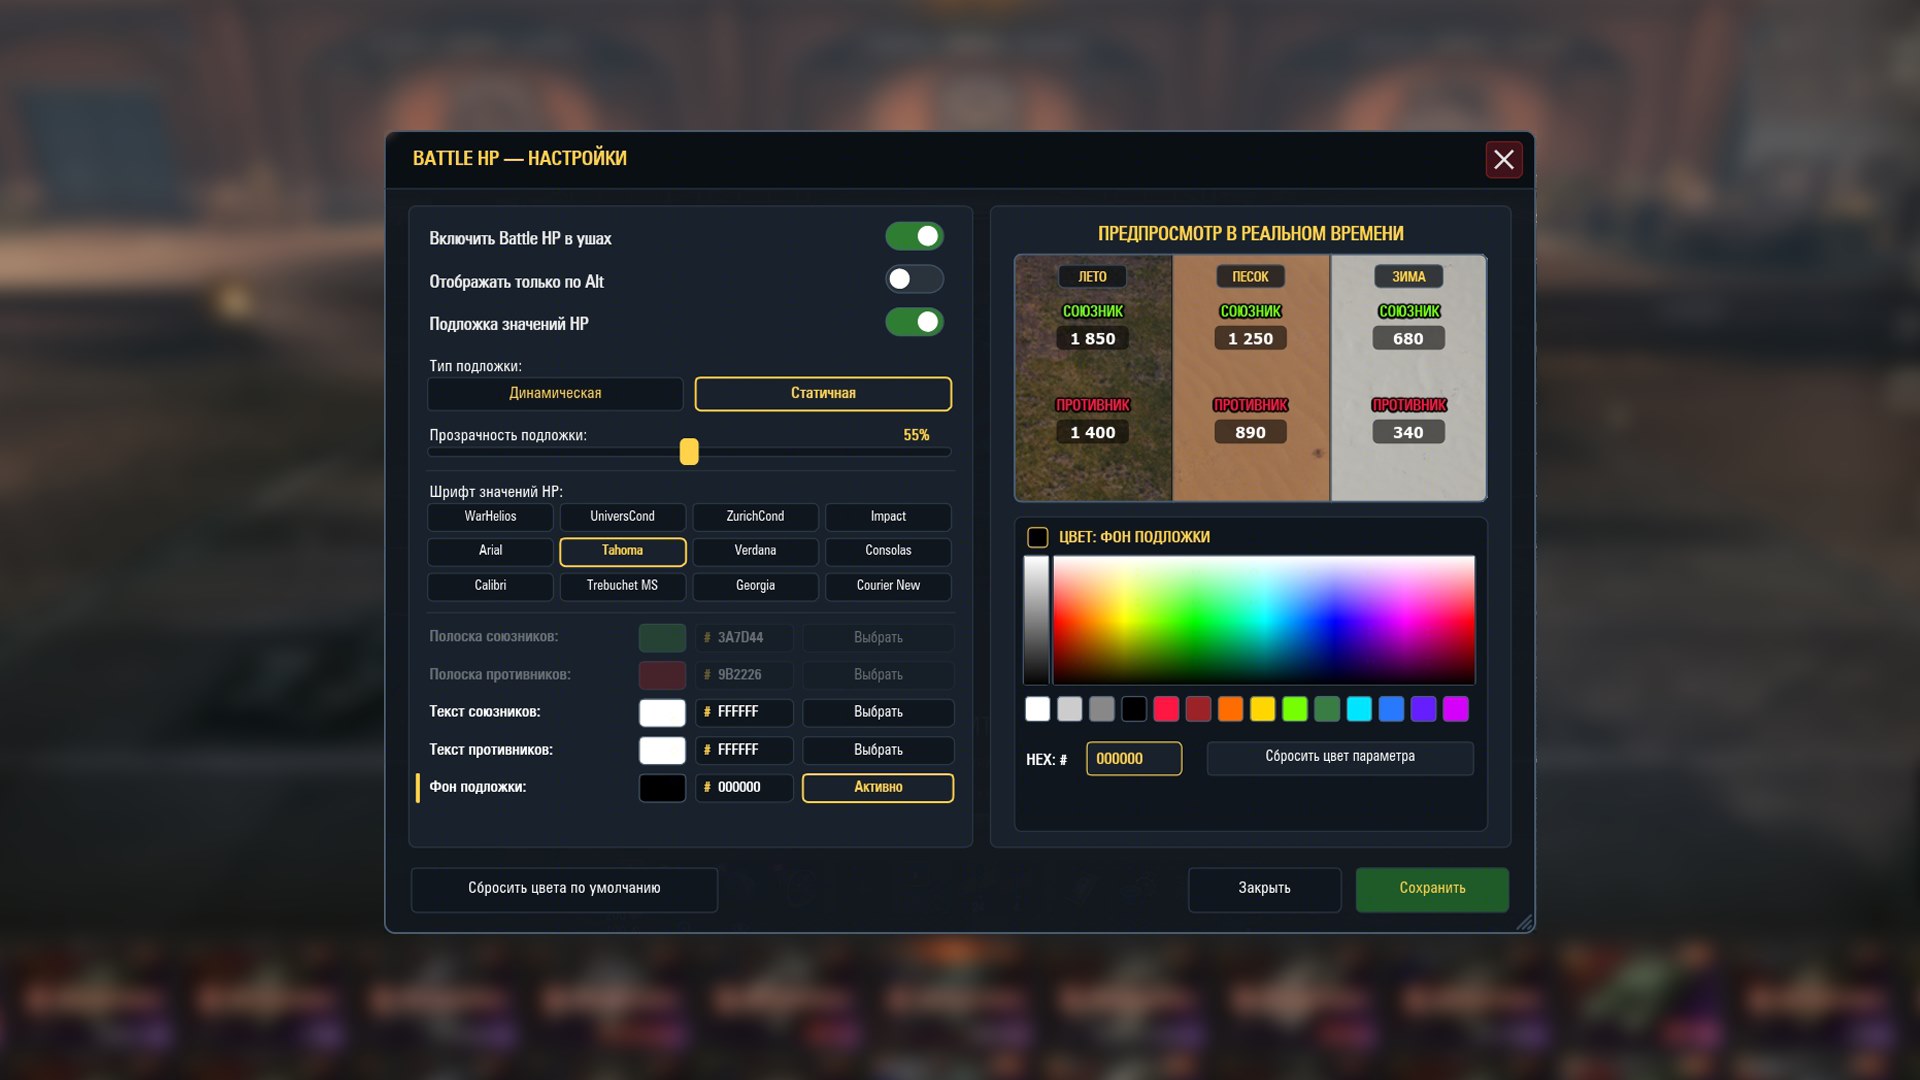 BATTLE HP — НАСТРОЙКИ
Включить Battle HP в ушах
Отображать только по Alt
Подложка значений HP
Тип подложки:
Динамическая
Статичная
Прозрачность подложки:
55%
Шрифт значений HP:
WarHelios
UniversCond
ZurichCond
Impact
Arial
Tahoma
Verdana
Consolas
Calibri
Trebuchet MS
Georgia
Courier New
Полоска союзников:
# 3A7D44
Выбрать
Полоска противников:
# 9B2226
Выбрать
Текст союзников:
# FFFFFF
Выбрать
Текст противников:
# FFFFFF
Выбрать
Фон подложки:
# 000000
Активно
ПРЕДПРОСМОТР В РЕАЛЬНОМ ВРЕМЕНИ
ЛЕТО
ПЕСОК
ЗИМА
СОЮЗНИК
СОЮЗНИК
СОЮЗНИК
1 850
1 250
680
ПРОТИВНИК
ПРОТИВНИК
ПРОТИВНИК
1 400
890
340
ЦВЕТ: ФОН ПОДЛОЖКИ
HEX: #
000000
Сбросить цвет параметра
Сбросить цвета по умолчанию
Закрыть
Сохранить